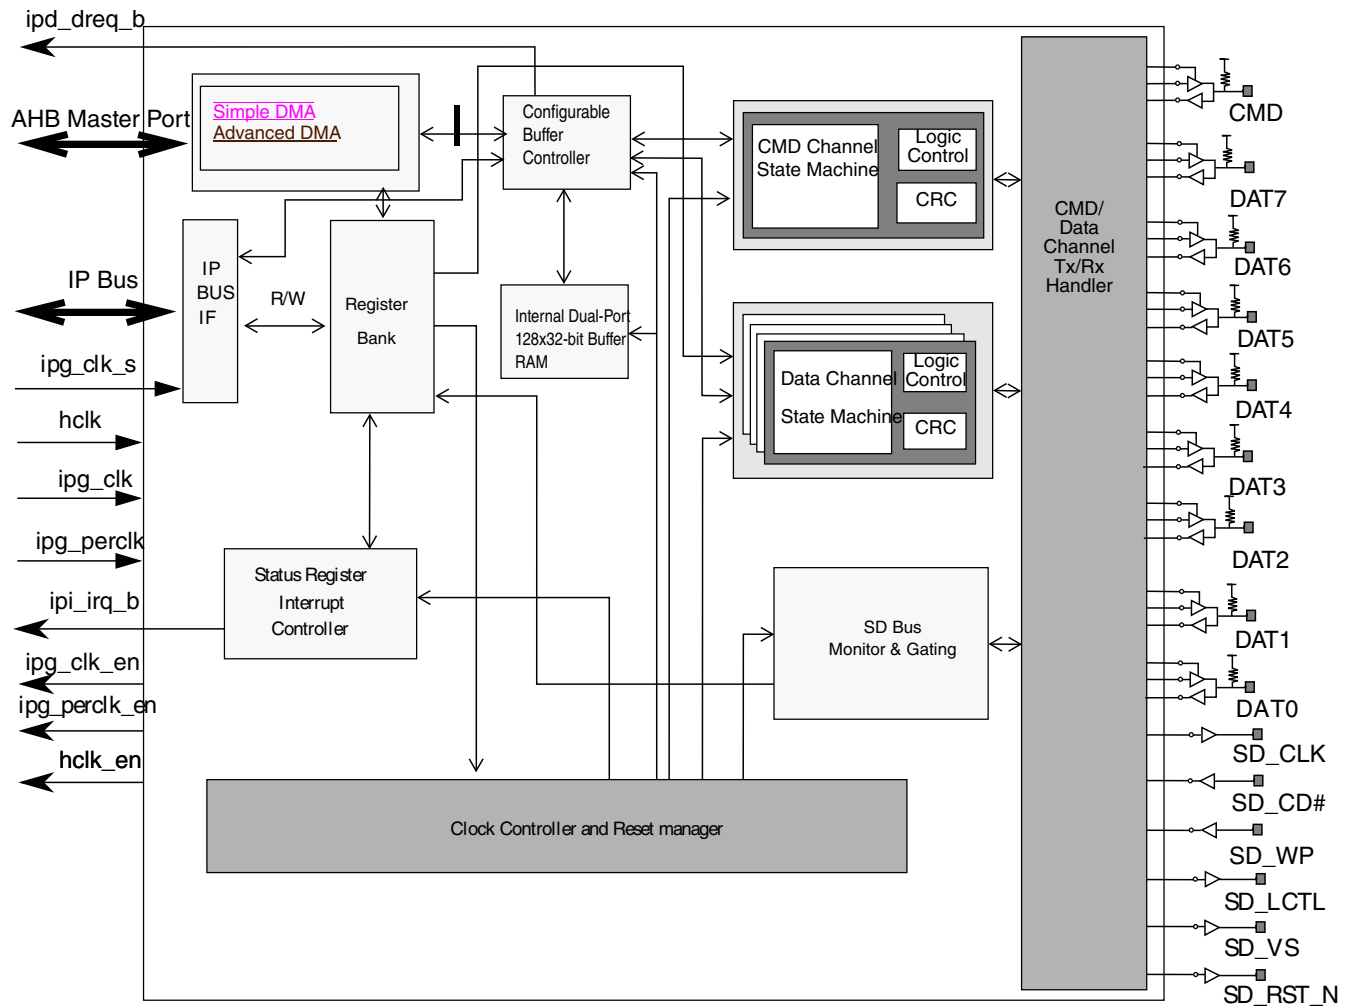 ipd_dreq_b
AHB Master Port
IP Bus
ipg_clk_s
hclk
ipg_clk
ipg_perclk
ipi_irq_b
ipg_clk_en
ipg_perclk_en
hclk_en
Simple DMA
Advanced DMA
Configurable
Buffer
Controller
IP
BUS
IF
R/W
Register
Bank
Internal Dual-Port
128x32-bit Buffer
RAM
Status Register
Interrupt
Controller
CMD Channel
State Machine
Logic
Control
CRC
Data Channel
State Machine
Logic
Control
CRC
SD Bus
Monitor & Gating
Clock Controller and Reset manager
CMD/
Data
Channel
Tx/Rx
Handler
CMD
DAT7
DAT6
DAT5
DAT4
DAT3
DAT2
DAT1
DAT0
SD_CLK
SD_CD#
SD_WP
SD_LCTL
SD_VS
SD_RST_N